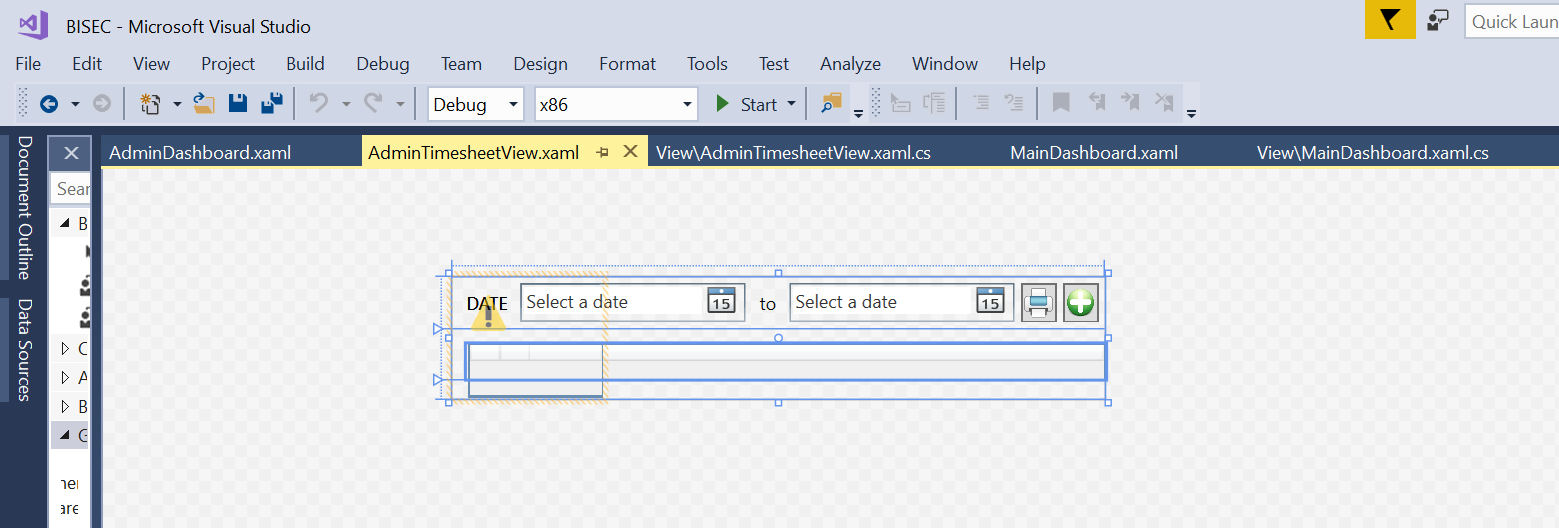 BISEC - Microsoft Visual Studio
Quick Laun
File Edit View Project Build Debug Team Design Format Tools Test Analyze Window Help
Debug x86 Start
Document Outline
Data Sources
AdminDashboard.xaml AdminTimesheetView.xaml View\AdminTimesheetView.xaml.cs MainDashboard.xaml View\MainDashboard.xaml.cs
Sear
B
C
A
B
G
are
DATE Select a date 15 to Select a date 15